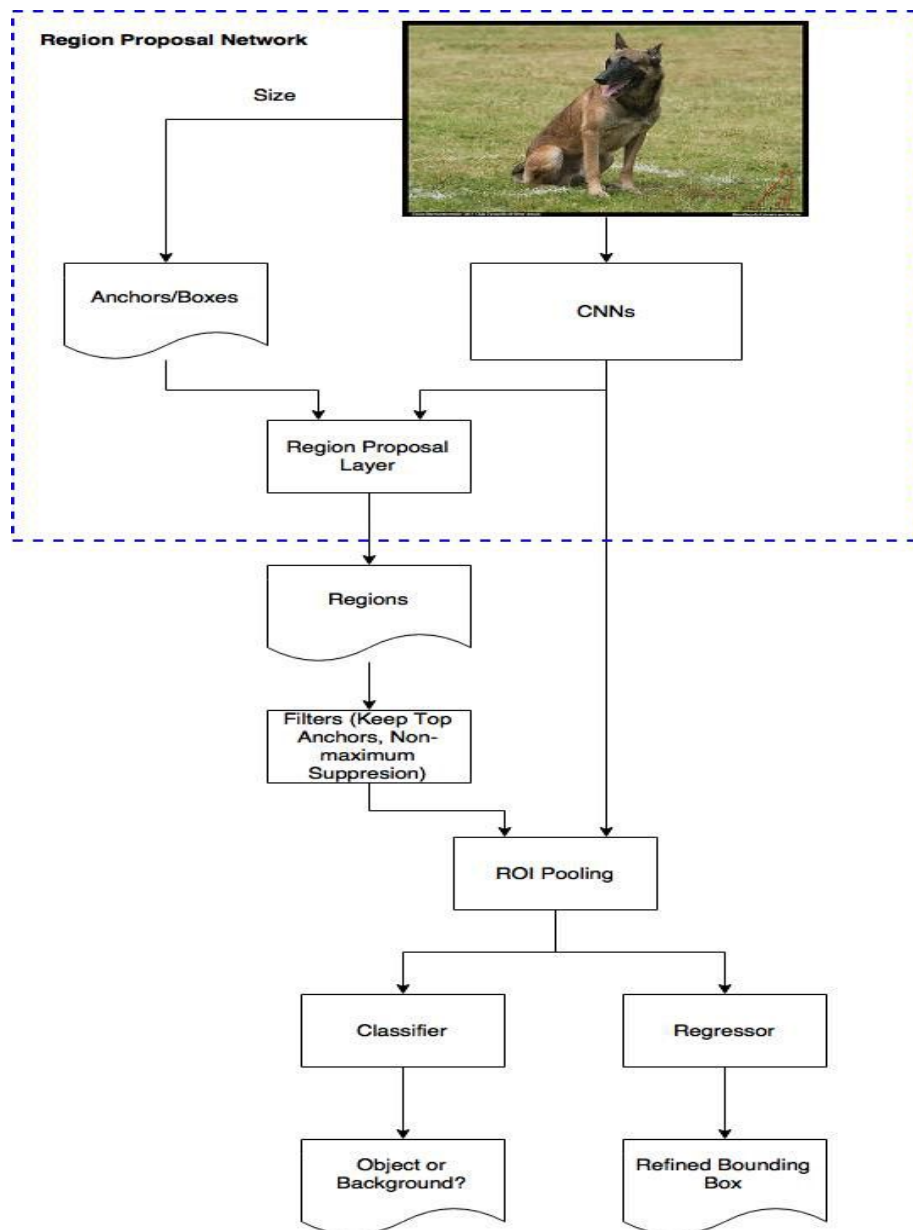 Region Proposal Network
Size
Anchors/Boxes
CNNs
Region Proposal
Layer
Regions
Filters (Keep Top
Anchors, Non-
maximum
Suppresion)
ROI Pooling
Classifier
Regressor
Object or
Background?
Refined Bounding
Box